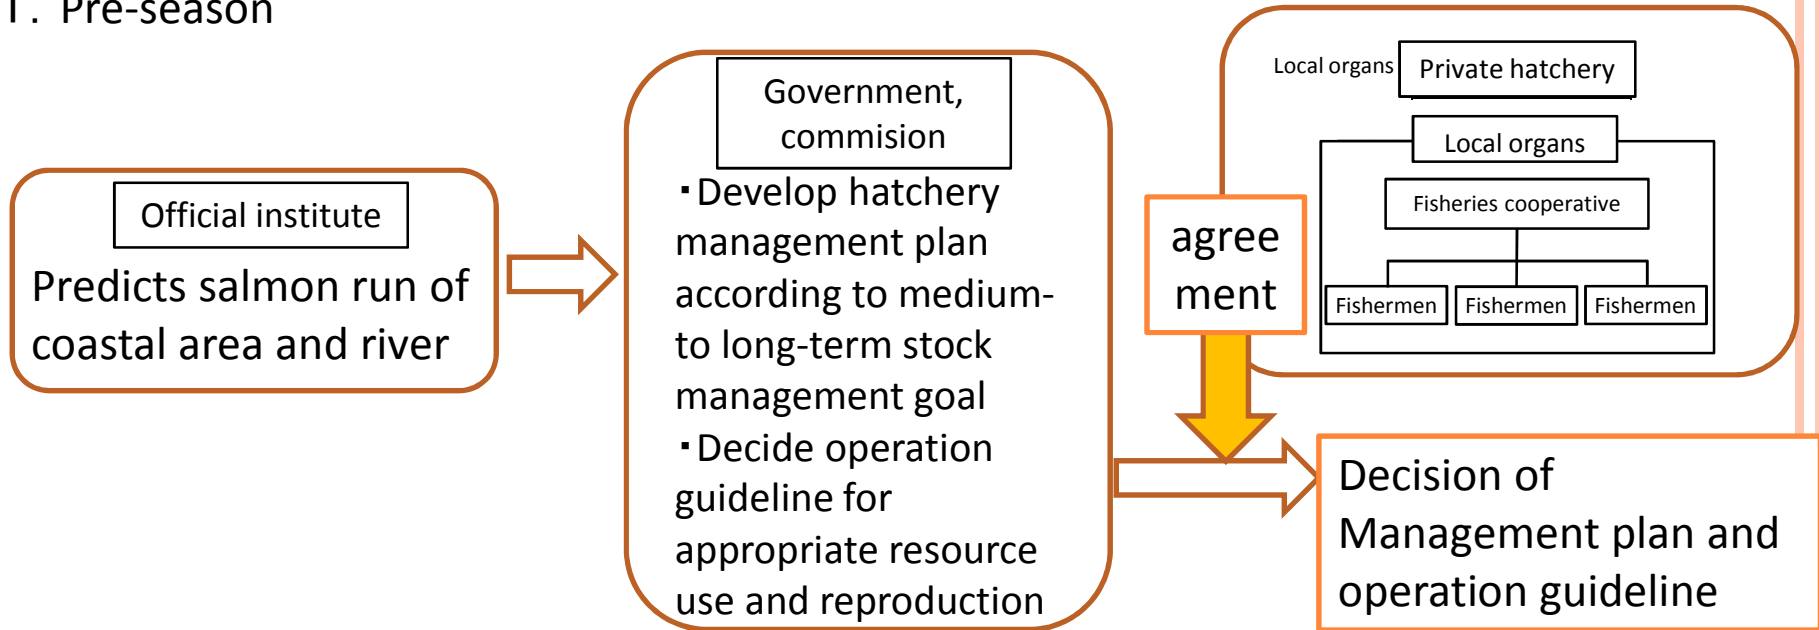 1. Pre-season
Official institute
Predicts salmon run of
coastal area and river
Government,
commision
・Develop hatchery
management plan
according to medium-
to long-term stock
management goal
・Decide operation
guideline for
appropriate resource
use and reproduction
agree
ment
Local organs
Private hatchery
Local organs
Fisheries cooperative
Fishermen
Fishermen
Fishermen
Decision of
Management plan and
operation guideline